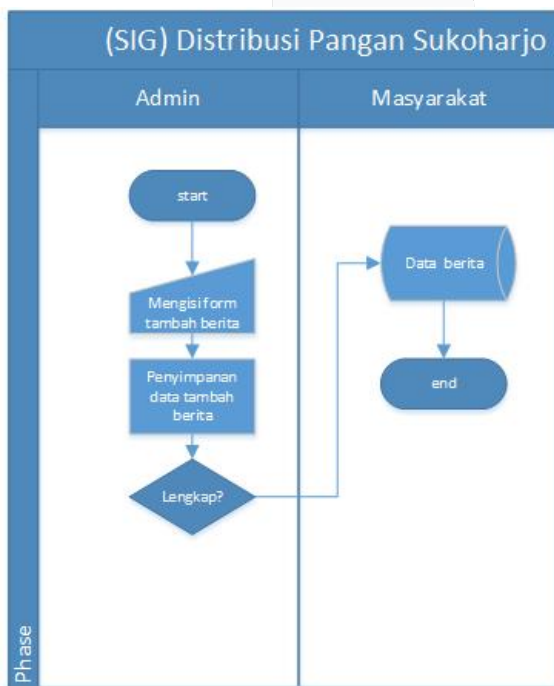 (SIG) Distribusi Pangan Sukoharjo
Admin
Masyarakat
start
Mengisi form
tambah berita
Penyimpanan
data tambah
berita
Lengkap?
Data berita
end
Phase